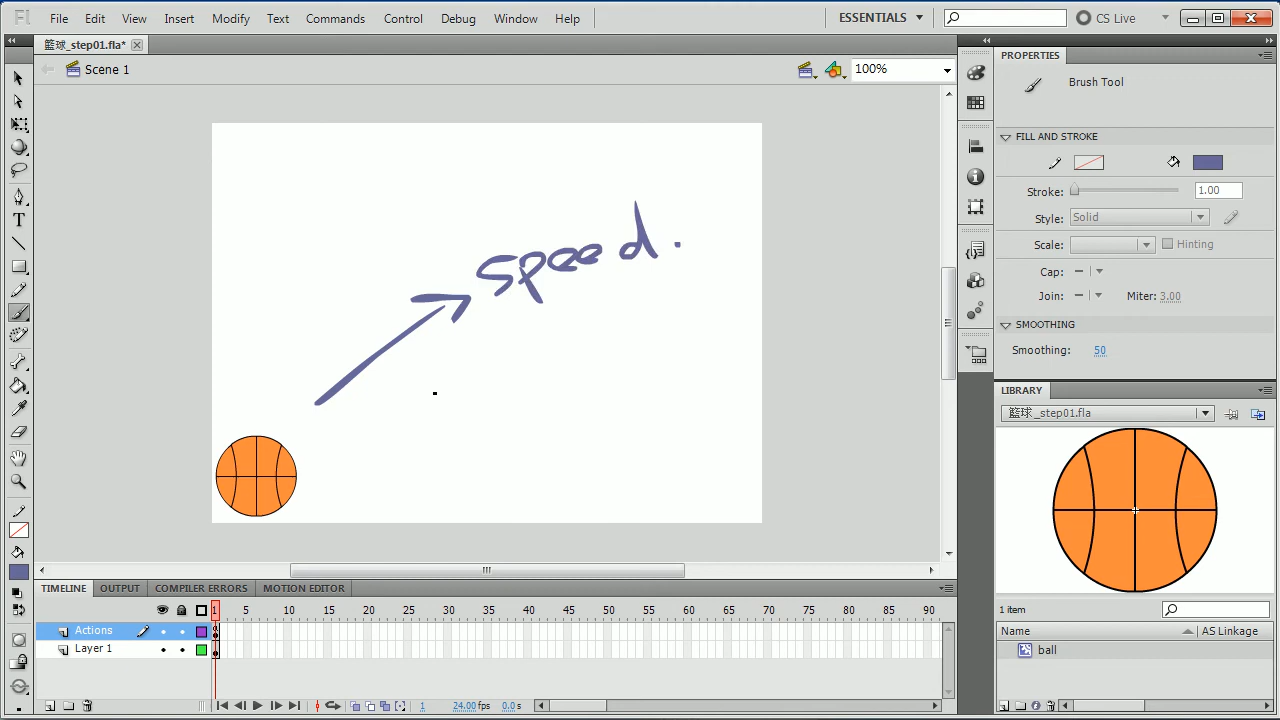 Fl File Edit View Insert Modify Text Commands Control Debug Window Help ESSENTIALS CS Live
籃球_step01.fla*
Scene 1 100%
speed.
PROPERTIES
Brush Tool
FILL AND STROKE
Stroke: 1.00
Style: Solid
Scale: Hinting
Cap:
Join: Miter: 3.00
SMOOTHING
Smoothing: 50
LIBRARY
籃球_step01.fla
1 item
Name AS Linkage
ball
TIMELINE OUTPUT COMPILER ERRORS MOTION EDITOR
1 5 10 15 20 25 30 35 40 45 50 55 60 65 70 75 80 85 90
Actions
Layer 1
1 24.00fps 0.0s